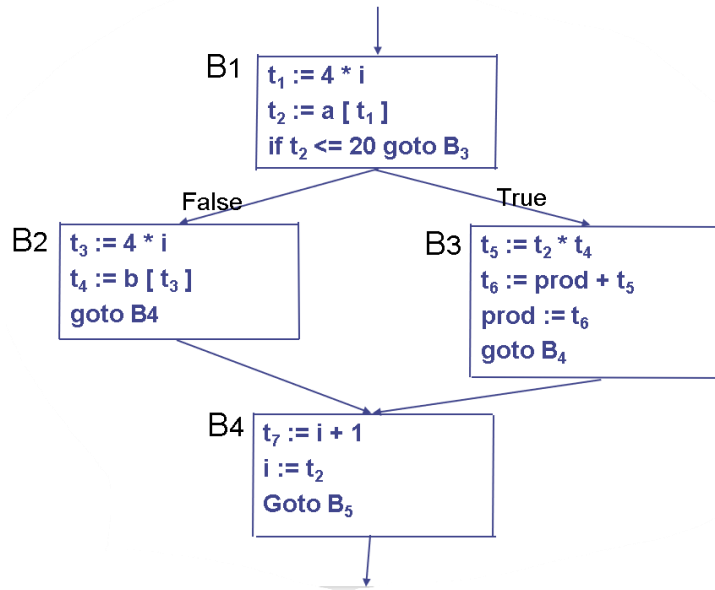 B1
t₁ := 4 * i
t₂ := a [ t₁ ]
if t₂ <= 20 goto B₃
False
True
B2
t₃ := 4 * i
t₄ := b [ t₃ ]
goto B4
B3
t₅ := t₂ * t₄
t₆ := prod + t₅
prod := t₆
goto B₄
B4
t₇ := i + 1
i := t₂
Goto B₅